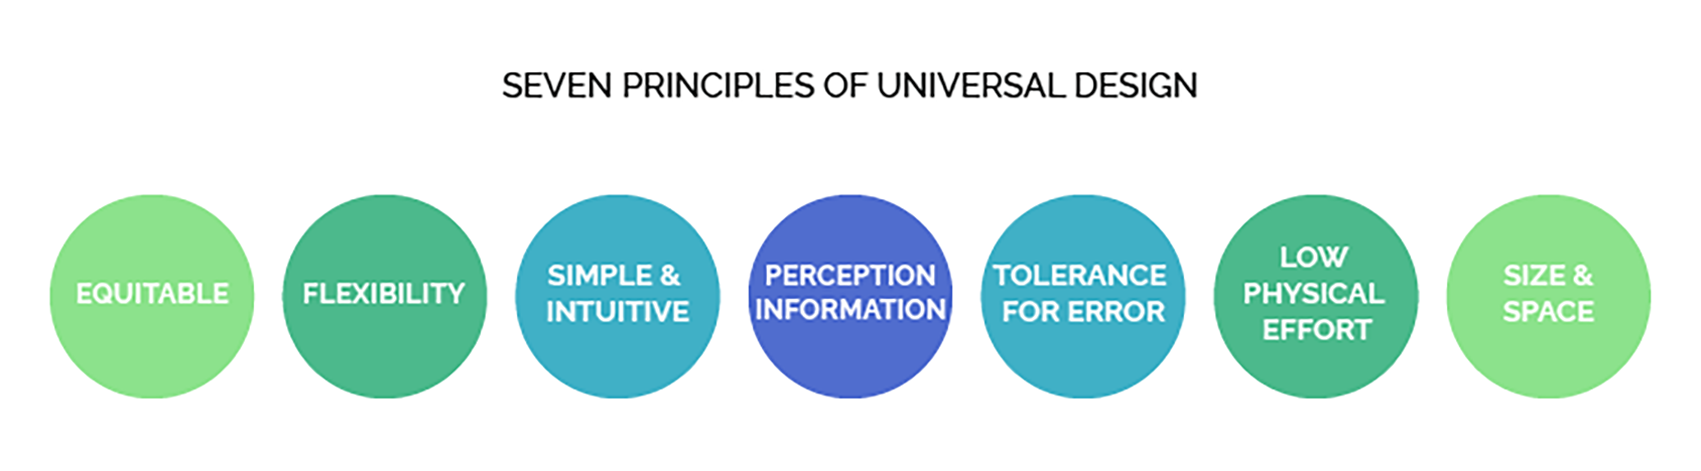 SEVEN PRINCIPLES OF UNIVERSAL DESIGN
EQUITABLE
FLEXIBILITY
SIMPLE &
INTUITIVE
PERCEPTION
INFORMATION
TOLERANCE
FOR ERROR
LOW
PHYSICAL
EFFORT
SIZE &
SPACE